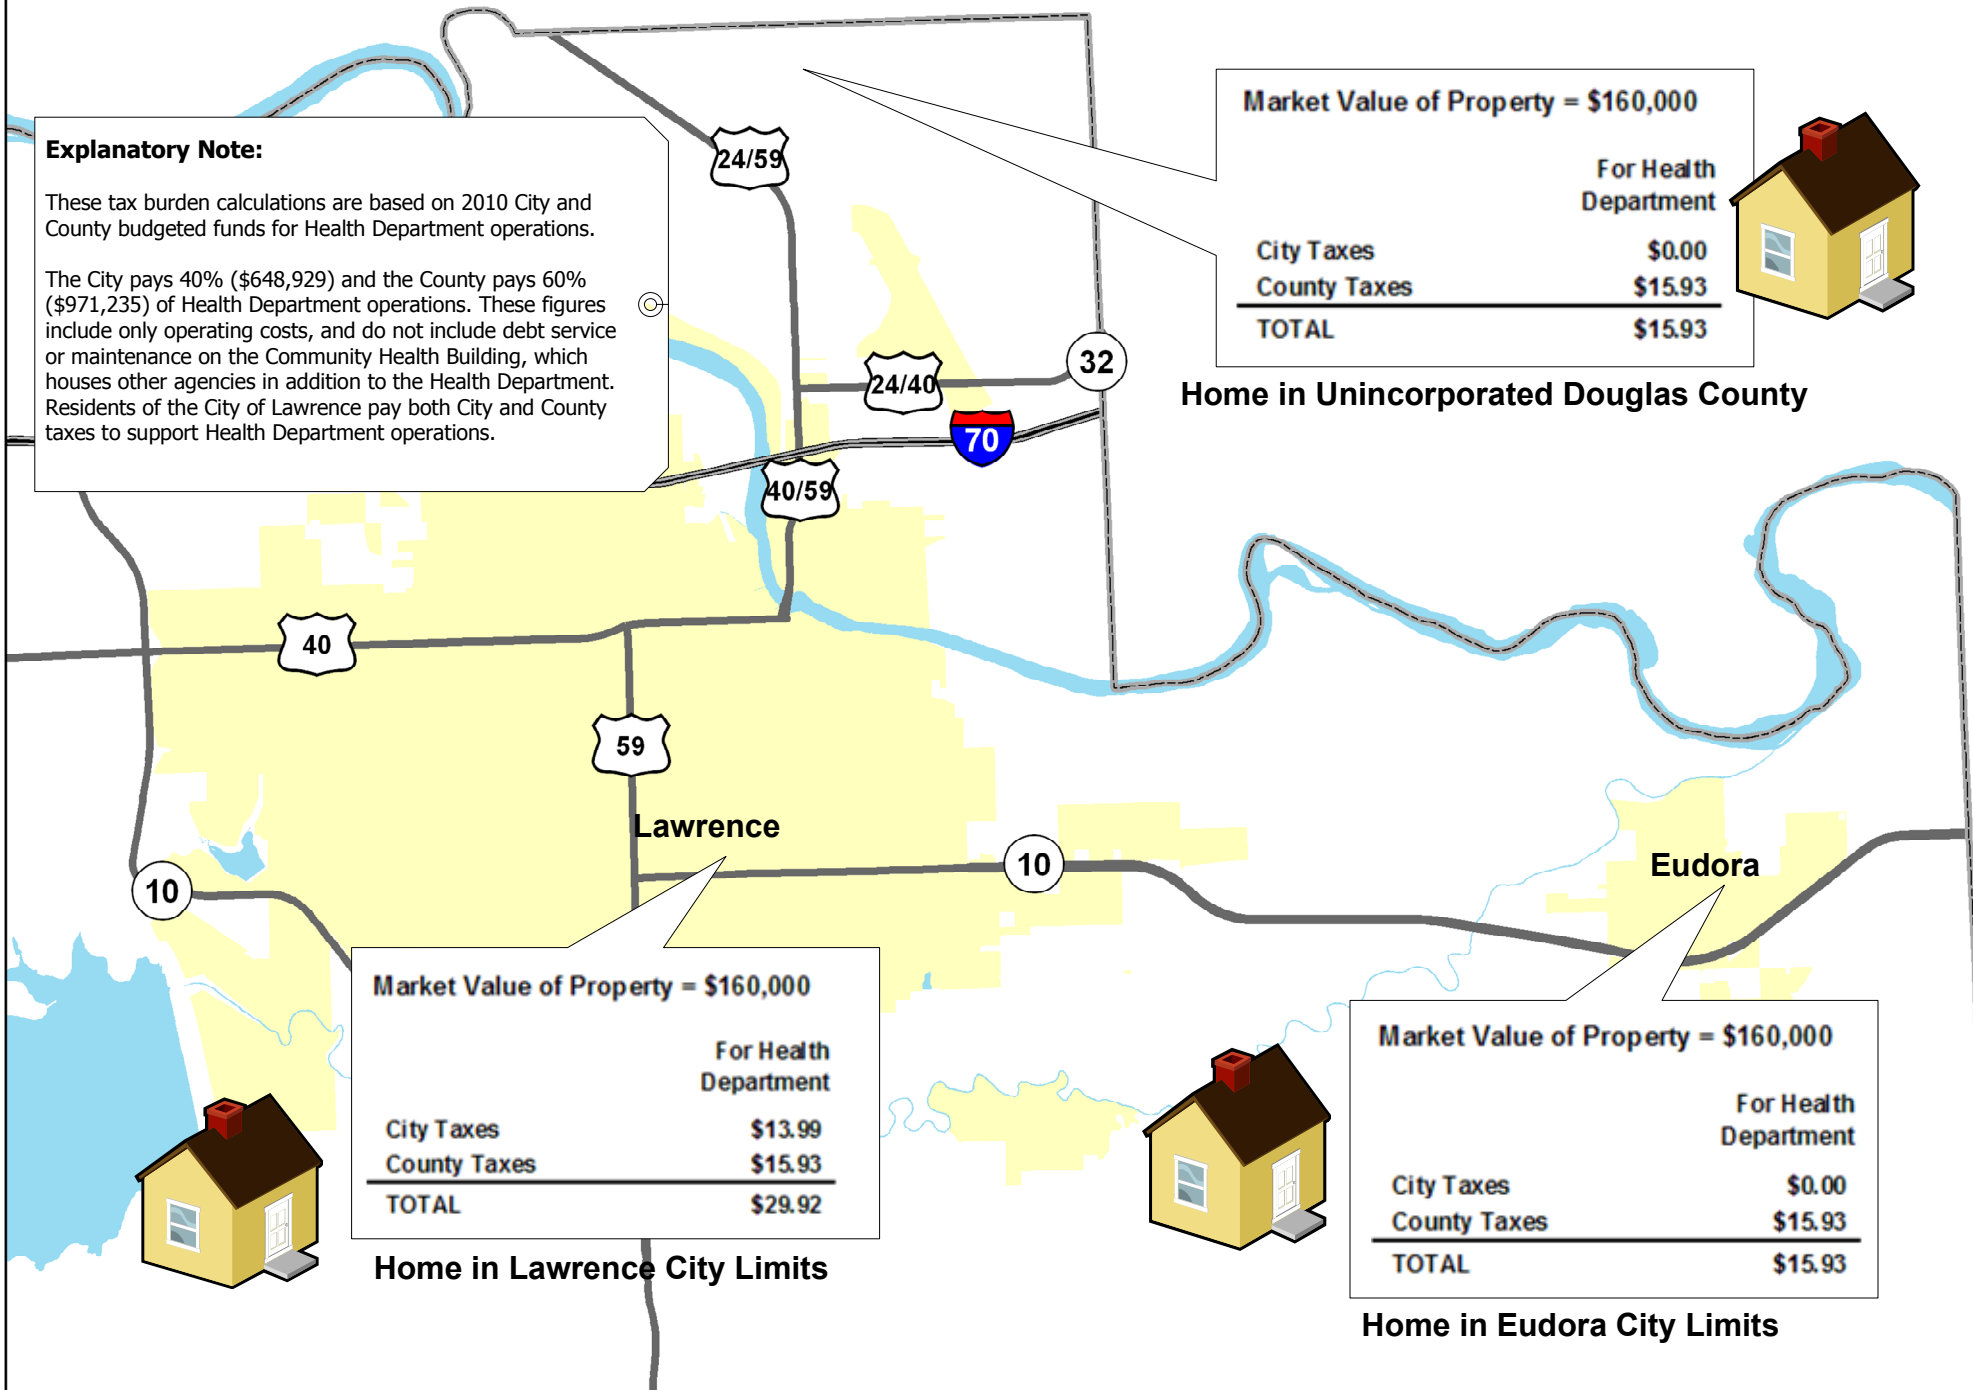 Explanatory Note:
These tax burden calculations are based on 2010 City and
County budgeted funds for Health Department operations.
The City pays 40% ($648,929) and the County pays 60%
($971,235) of Health Department operations. These figures
include only operating costs, and do not include debt service
or maintenance on the Community Health Building, which
houses other agencies in addition to the Health Department.
Residents of the City of Lawrence pay both City and County
taxes to support Health Department operations.
24/59
Market Value of Property = $160,000
For Health
Department
City Taxes $0.00
County Taxes $15.93
TOTAL $15.93
Home in Unincorporated Douglas County
32
24/40
70
40/59
40
59
Lawrence
10
10
Eudora
Market Value of Property = $160,000
For Health
Department
City Taxes $13.99
County Taxes $15.93
TOTAL $29.92
Home in Lawrence City Limits
Market Value of Property = $160,000
For Health
Department
City Taxes $0.00
County Taxes $15.93
TOTAL $15.93
Home in Eudora City Limits